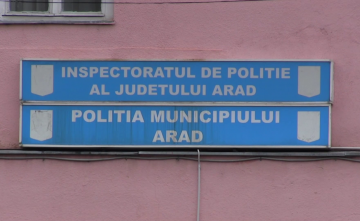 INSPECTORATUL DE POLITIE
AL JUDETULUI ARAD
POLITIA MUNICIPIULUI
ARAD